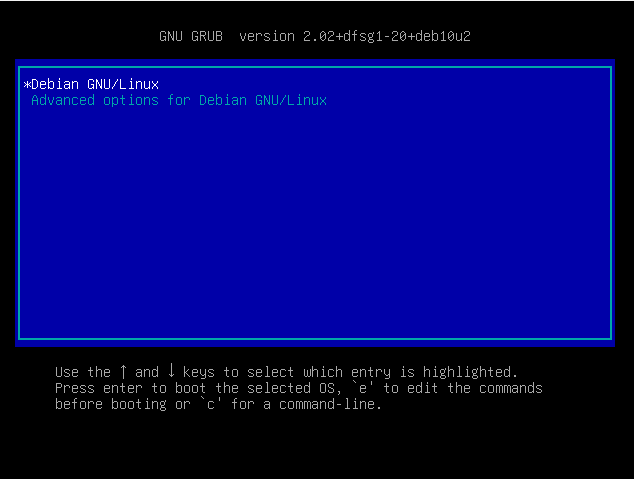 GNU GRUB  version 2.02+dfsg1-20+deb10u2
*Debian GNU/Linux
Advanced options for Debian GNU/Linux
Use the ↑ and ↓ keys to select which entry is highlighted.
Press enter to boot the selected OS, `e' to edit the commands
before booting or `c' for a command-line.